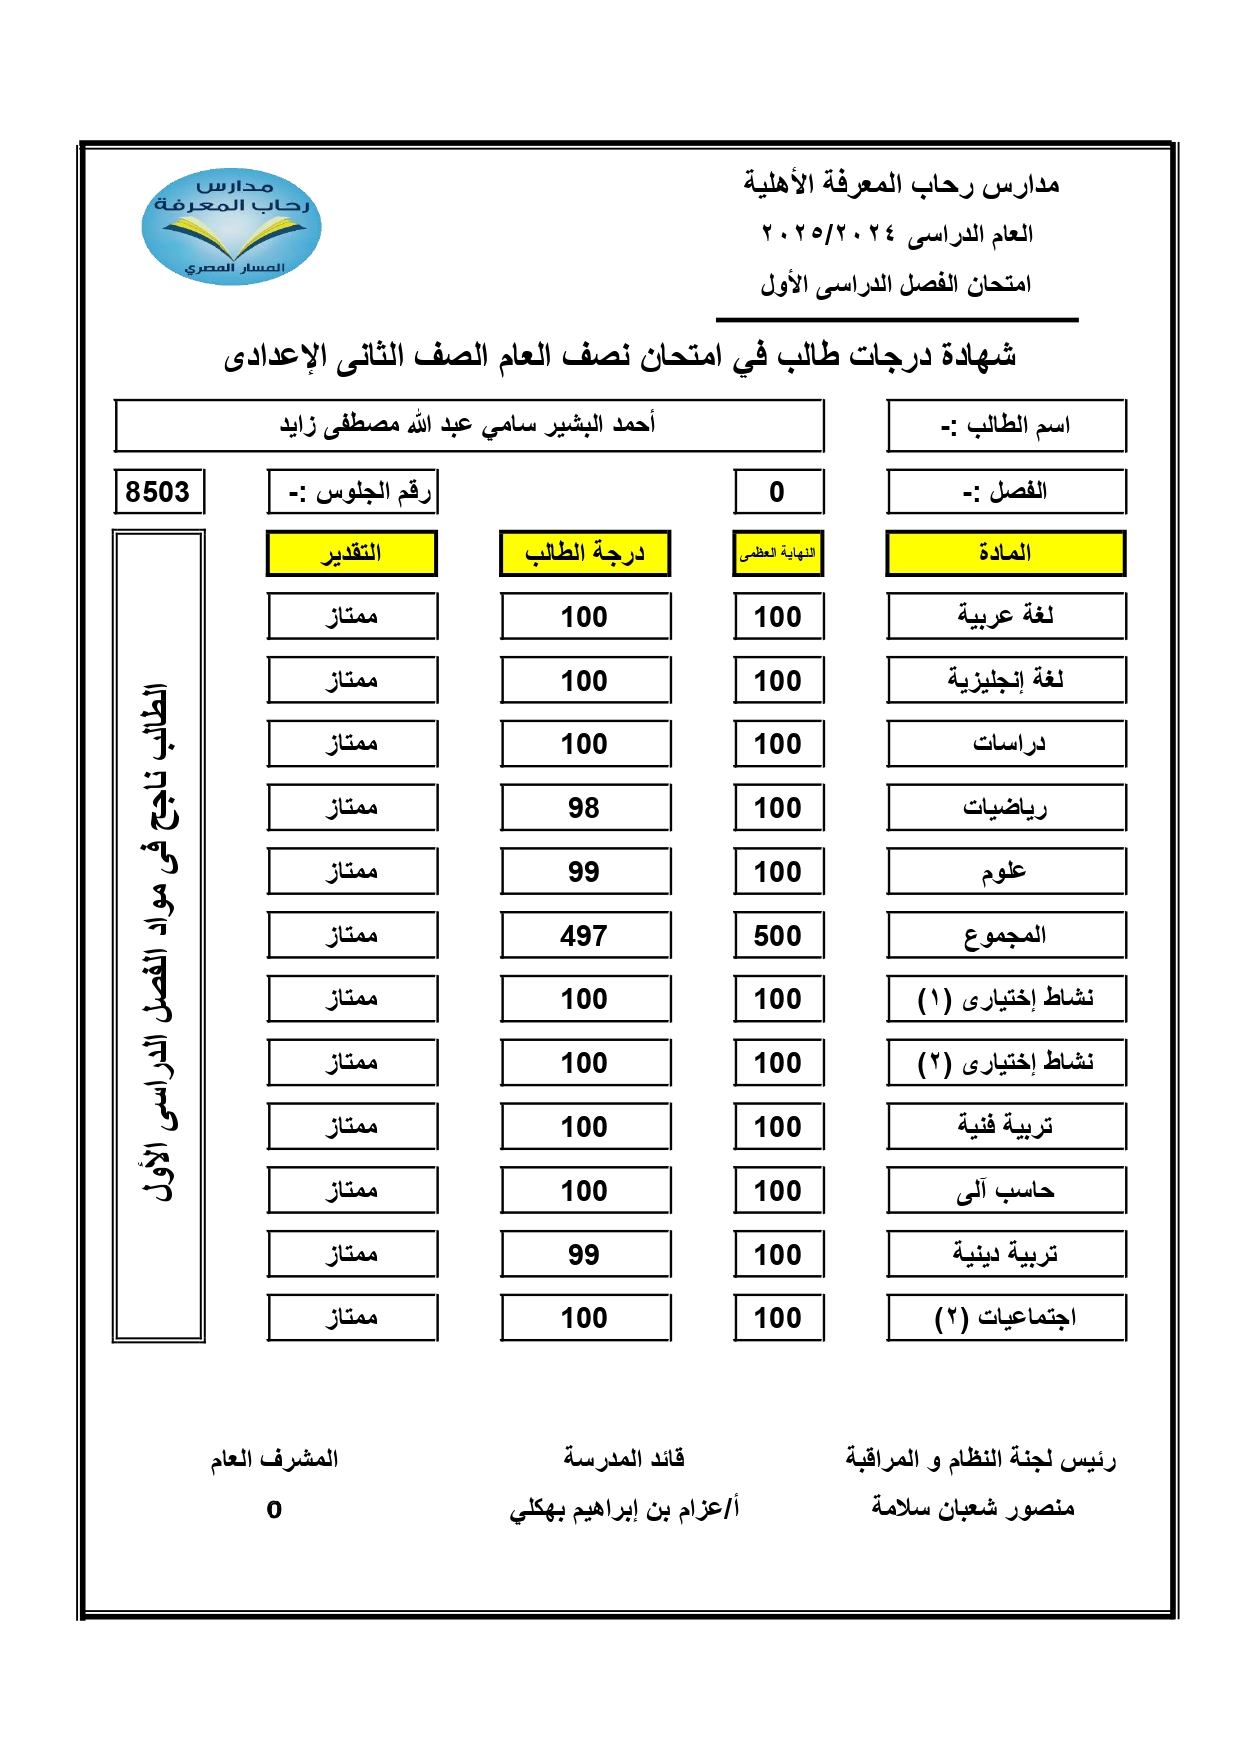 مدارس رحاب المعرفة الأهلية
العام الدراسى ٢٠٢٥/٢٠٢٤
امتحان الفصل الدراسى الأول
مدارس
رحاب المعرفة
المسار المصري
شهادة درجات طالب في امتحان نصف العام الصف الثانى الإعدادى
اسم الطالب :- أحمد البشير سامي عبد الله مصطفى زايد
الفصل :- 0 رقم الجلوس :- 8503
المادة النهاية العظمى درجة الطالب التقدير
لغة عربية 100 100 ممتاز
لغة إنجليزية 100 100 ممتاز
دراسات 100 100 ممتاز
رياضيات 100 98 ممتاز
علوم 100 99 ممتاز
المجموع 500 497 ممتاز
نشاط إختيارى (١) 100 100 ممتاز
نشاط إختيارى (٢) 100 100 ممتاز
تربية فنية 100 100 ممتاز
حاسب آلى 100 100 ممتاز
تربية دينية 100 99 ممتاز
اجتماعيات (٢) 100 100 ممتاز
الطالب ناجح فى مواد الفصل الدراسى الأول
رئيس لجنة النظام و المراقبة قائد المدرسة المشرف العام
منصور شعبان سلامة أ/عزام بن إبراهيم بهكلي 0